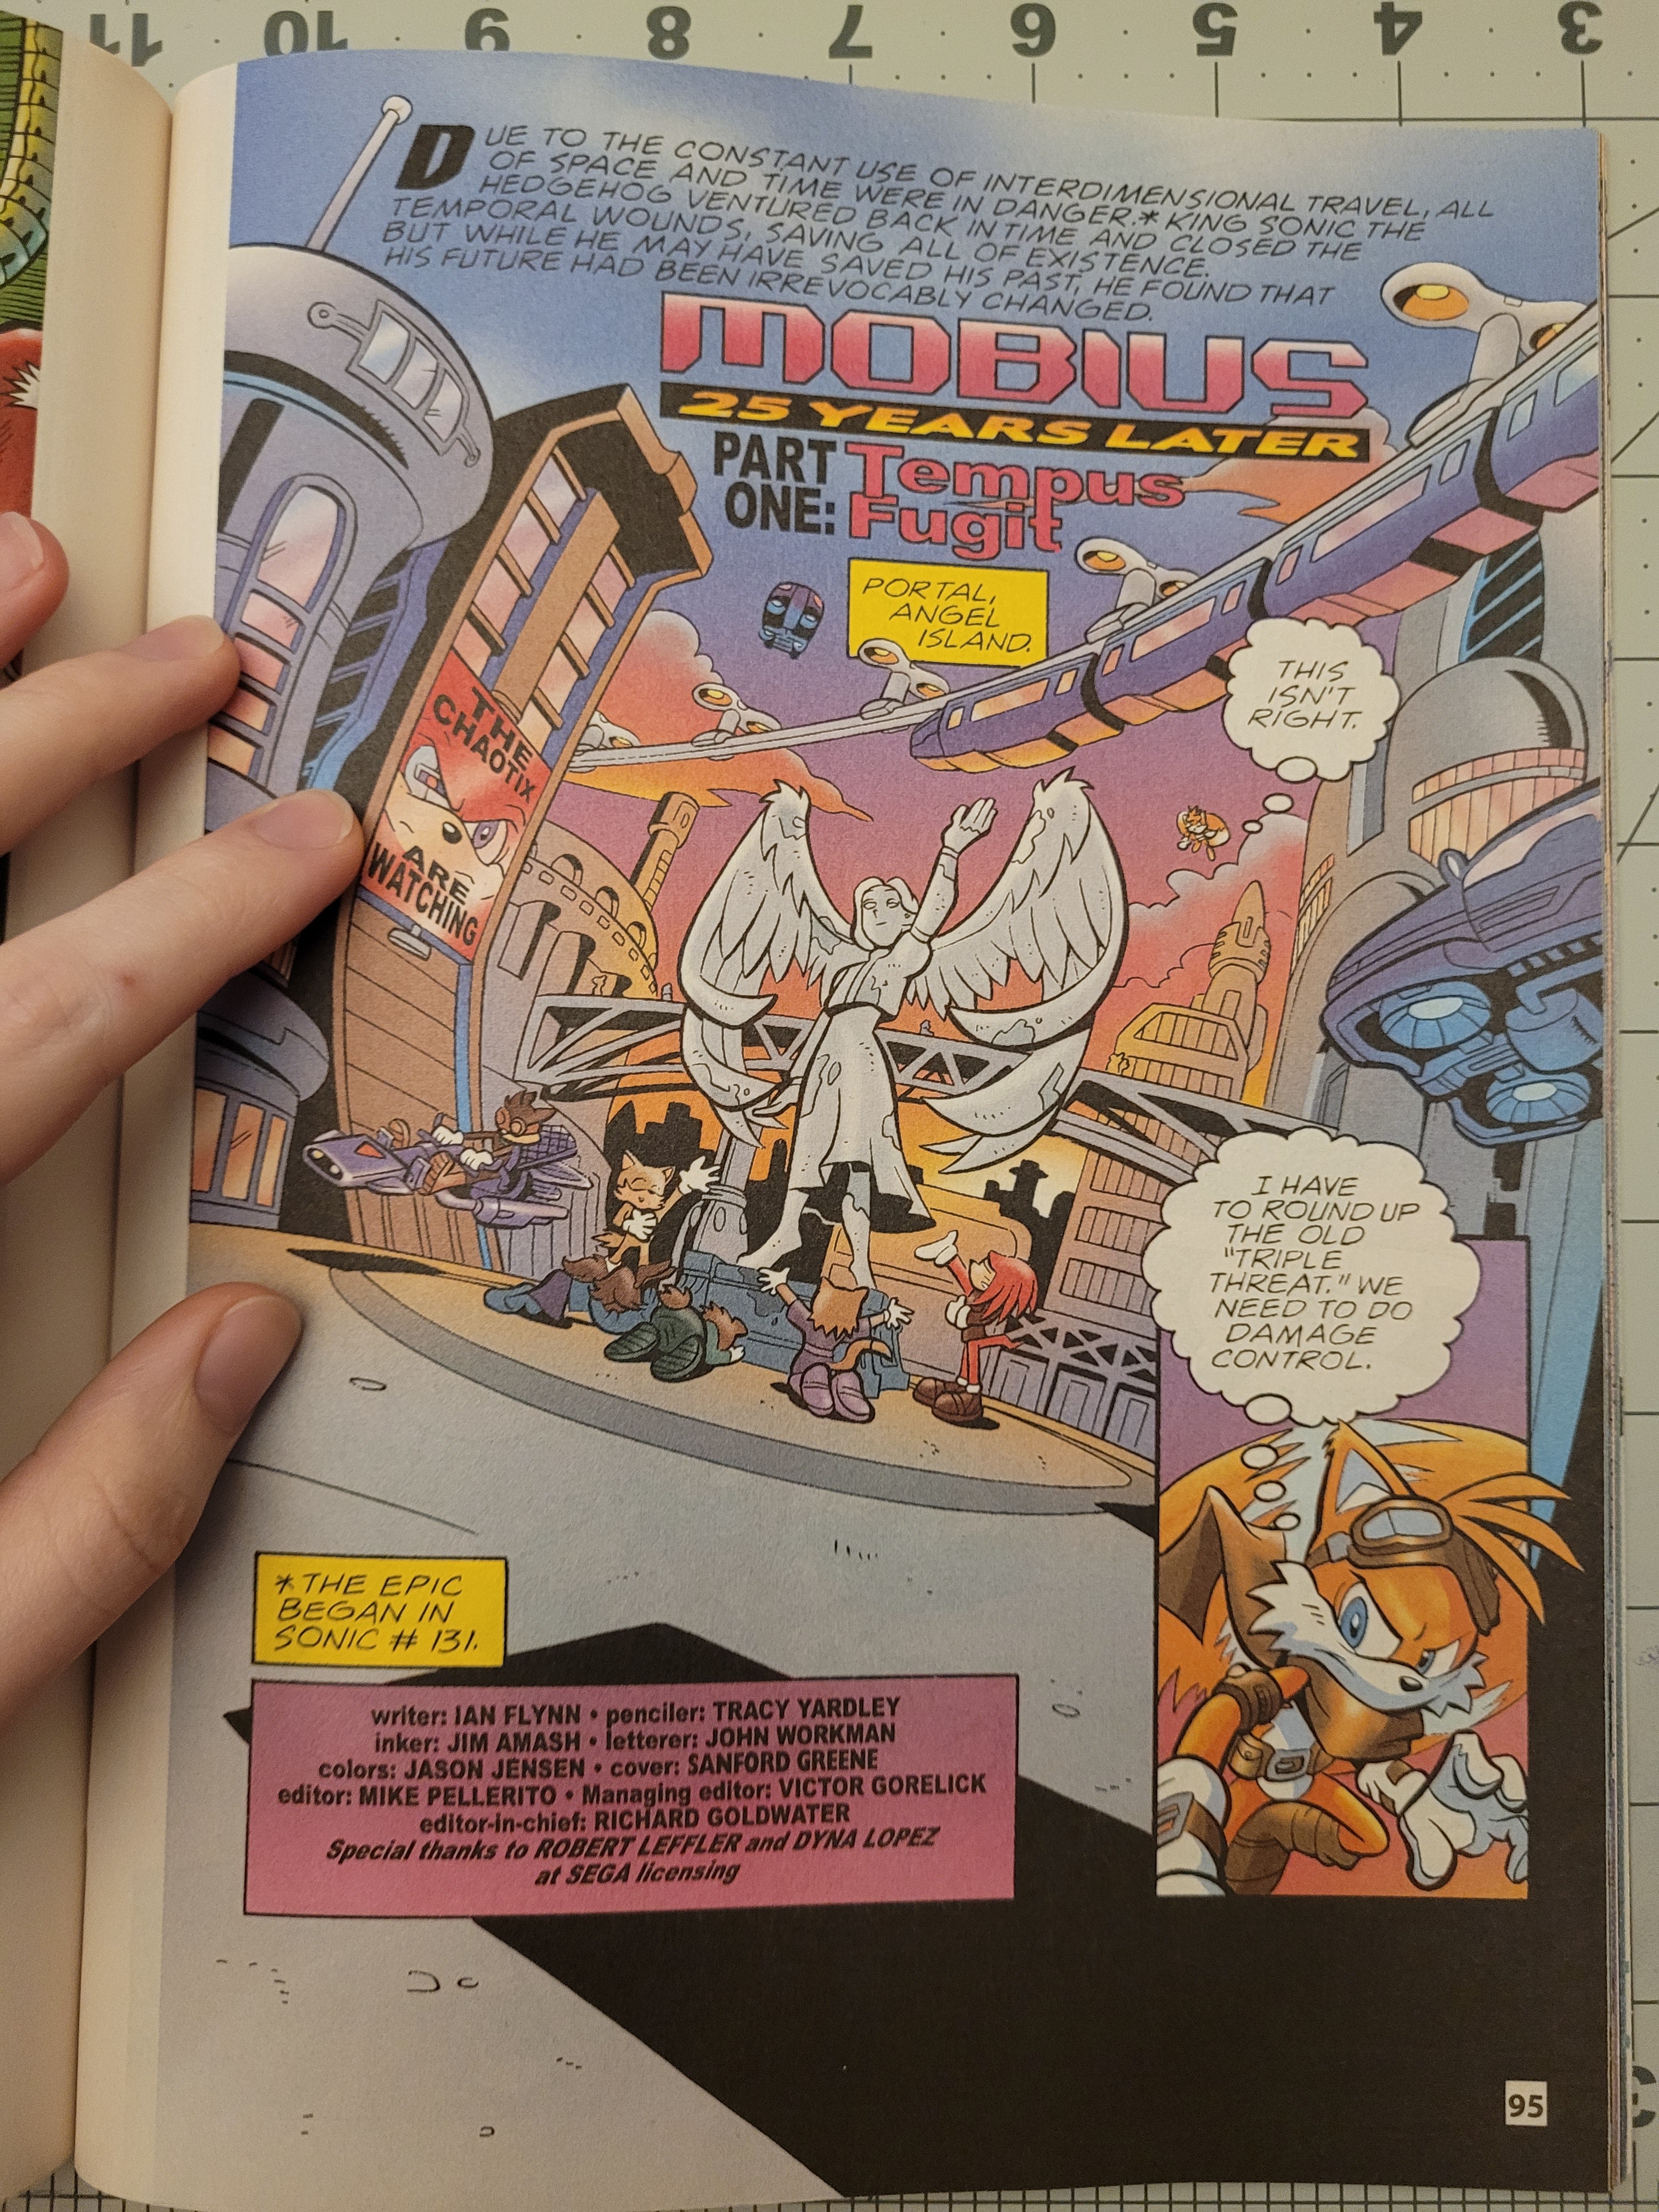 11 10 9 8 7 6 5 4 3
DUE TO THE CONSTANT USE OF INTERDIMENSIONAL TRAVEL, ALL
OF SPACE AND TIME WERE IN DANGER.* KING SONIC THE
HEDGEHOG VENTURED BACK IN TIME AND CLOSED THE
TEMPORAL WOUNDS, SAVING ALL OF EXISTENCE.
BUT WHILE HE MAY HAVE SAVED HIS PAST, HE FOUND THAT
HIS FUTURE HAD BEEN IRREVOCABLY CHANGED.
MOBIUS
25 YEARS LATER
PART
ONE:
Tempus
Fugit
PORTAL,
ANGEL
ISLAND.
THIS
ISN'T
RIGHT.
THE
CHAOTIX
ARE
WATCHING
I HAVE
TO ROUND UP
THE OLD
"TRIPLE
THREAT." WE
NEED TO DO
DAMAGE
CONTROL.
*THE EPIC
BEGAN IN
SONIC # 131.
writer: IAN FLYNN • penciler: TRACY YARDLEY
inker: JIM AMASH • letterer: JOHN WORKMAN
colors: JASON JENSEN • cover: SANFORD GREENE
editor: MIKE PELLERITO • Managing editor: VICTOR GORELICK
editor-in-chief: RICHARD GOLDWATER
Special thanks to ROBERT LEFFLER and DYNA LOPEZ
at SEGA licensing
95
3